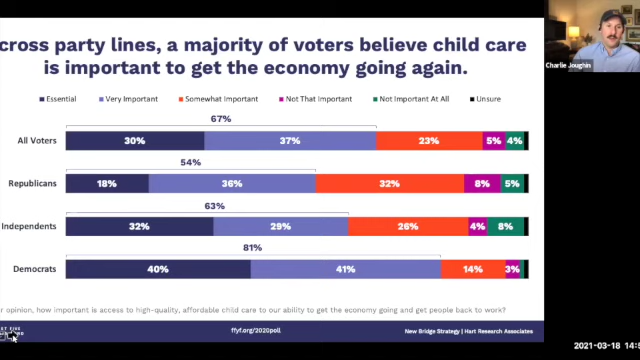 cross party lines, a majority of voters believe child care
is important to get the economy going again.
Essential Very Important Somewhat Important Not That Important Not Important At All Unsure
67%
All Voters 30% 37% 23% 5% 4%
54%
Republicans 18% 36% 32% 8% 5%
63%
Independents 32% 29% 26% 4% 8%
81%
Democrats 40% 41% 14% 3%
r opinion, how important is access to high-quality, affordable child care to our ability to get the economy going and get people back to work?
ffyf.org/2020poll New Bridge Strategy | Hart Research Associates
Charlie Joughin
2021-03-18 14:5